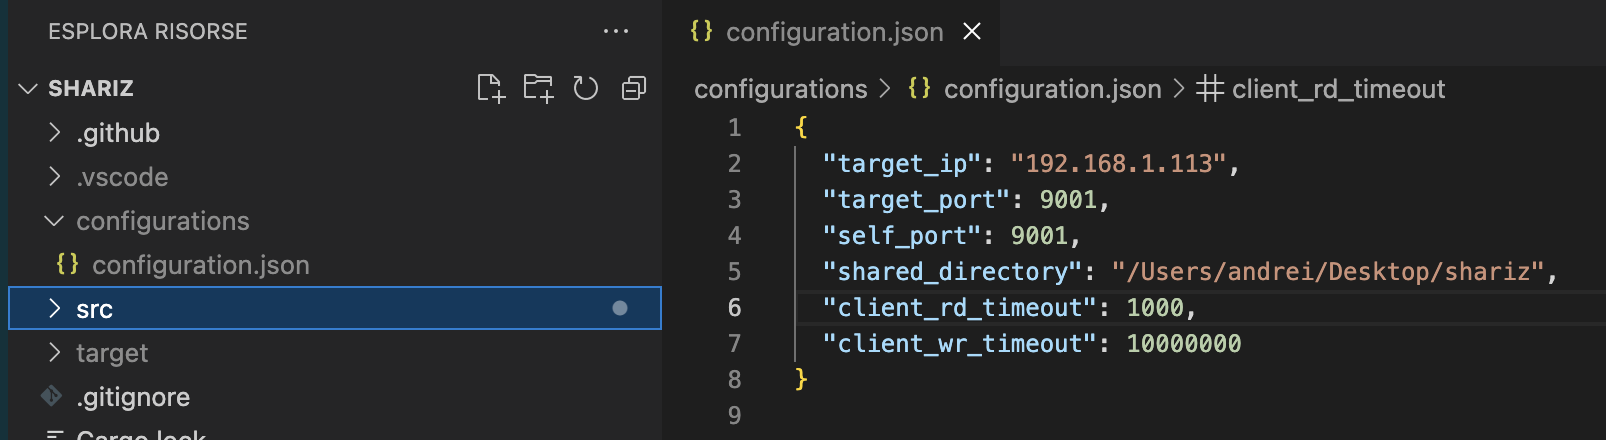 ESPLORA RISORSE
SHARIZ
.github
.vscode
configurations
{} configuration.json
src
target
.gitignore
Cargo.lock
{} configuration.json
configurations > {} configuration.json > # client_rd_timeout
1 {
2 "target_ip": "192.168.1.113",
3 "target_port": 9001,
4 "self_port": 9001,
5 "shared_directory": "/Users/andrei/Desktop/shariz",
6 "client_rd_timeout": 1000,
7 "client_wr_timeout": 10000000
8 }
9